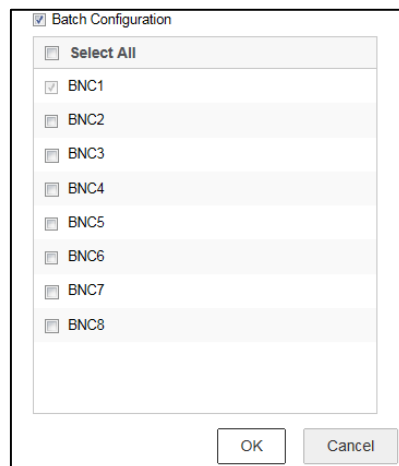 Batch Configuration
Select All
BNC1
BNC2
BNC3
BNC4
BNC5
BNC6
BNC7
BNC8
OK Cancel